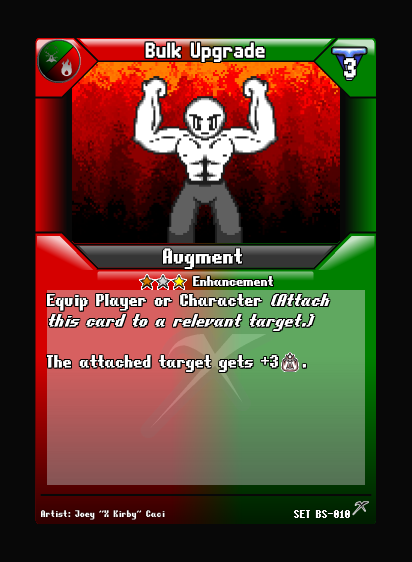 Bulk Upgrade
3
Augment
Enhancement
Equip Player or Character (Attach
this card to a relevant target.)
The attached target gets +3.
Artist: Joey "X Kirby" Caci
SET BS-010